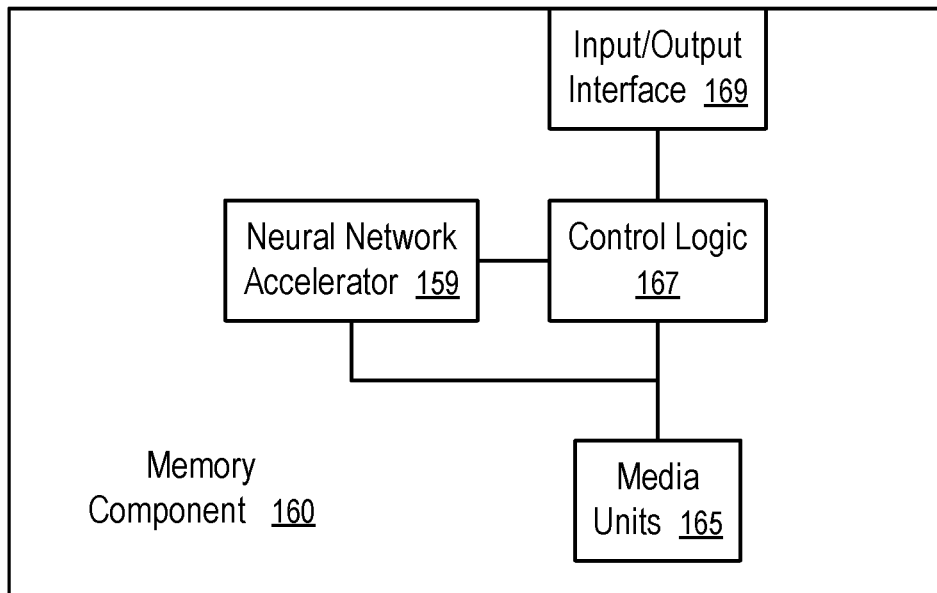 Input/Output
Interface 169
Neural Network
Accelerator 159
Control Logic
167
Memory
Component 160
Media
Units 165